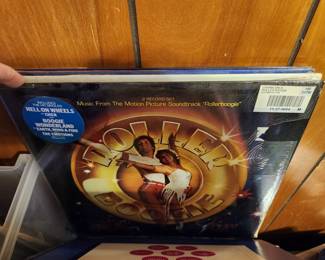 2 RECORD SET
Music From The Motion Picture Soundtrack "Rollerboogie"
HELL ON WHEELS
CHER
BOOGIE
WONDERLAND
EARTH, WIND & FIRE
THE EMOTIONS
ROLLER
BOOGIE